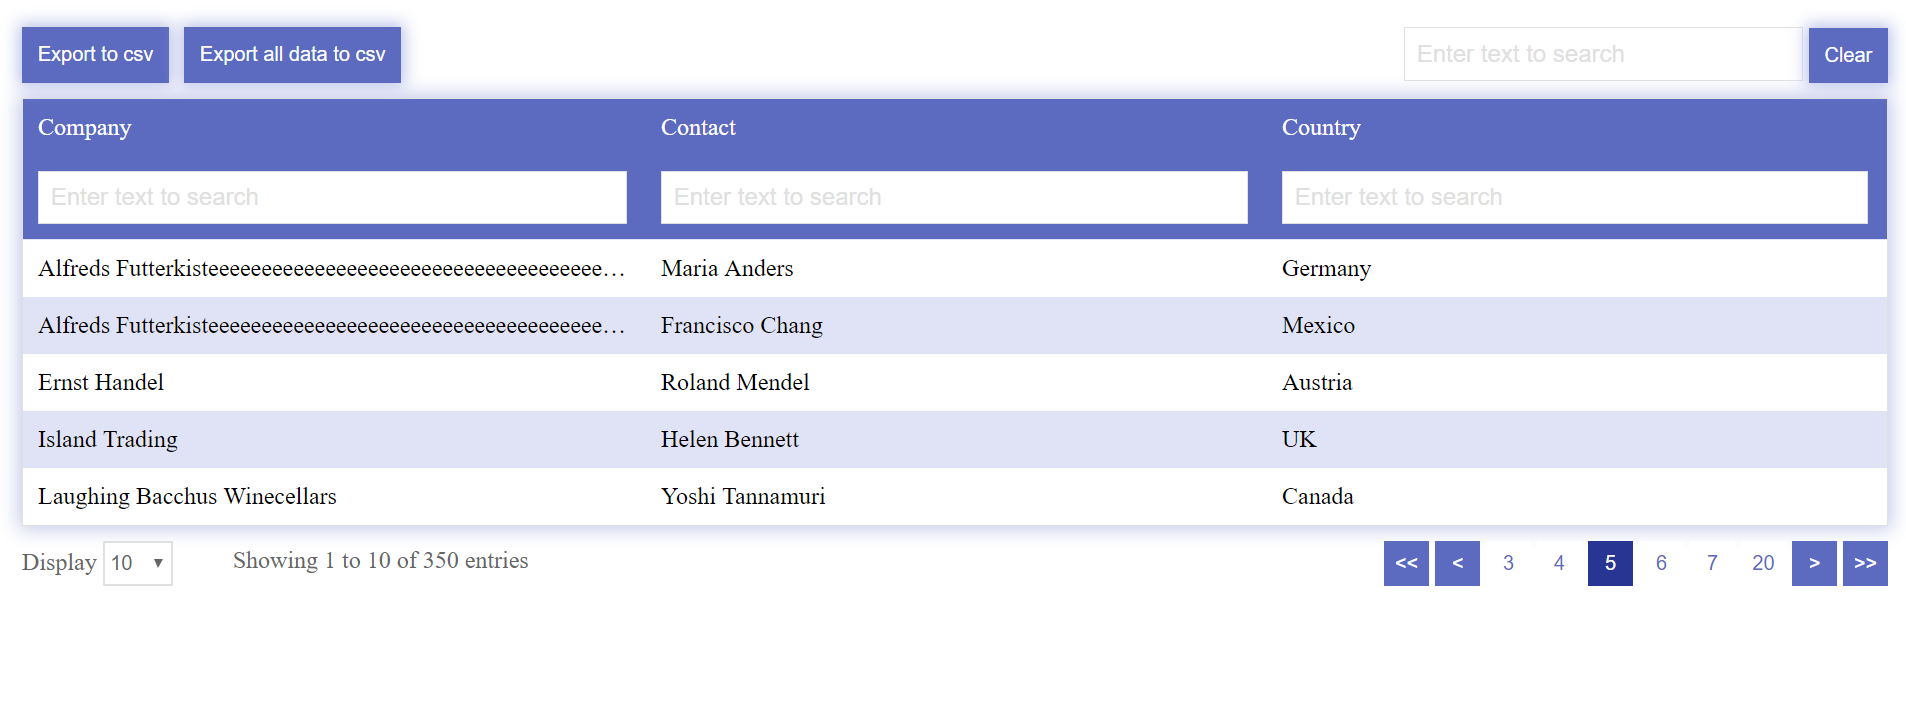 Export to csv Export all data to csv Enter text to search Clear
Company Contact Country
Enter text to search Enter text to search Enter text to search
Alfreds Futterkisteeeeeeeeeeeeeeeeeeeeeeeeeeeeeeeeeeeee… Maria Anders Germany
Alfreds Futterkisteeeeeeeeeeeeeeeeeeeeeeeeeeeeeeeeeeeee… Francisco Chang Mexico
Ernst Handel Roland Mendel Austria
Island Trading Helen Bennett UK
Laughing Bacchus Winecellars Yoshi Tannamuri Canada
Display 10 Showing 1 to 10 of 350 entries << < 3 4 5 6 7 20 > >>